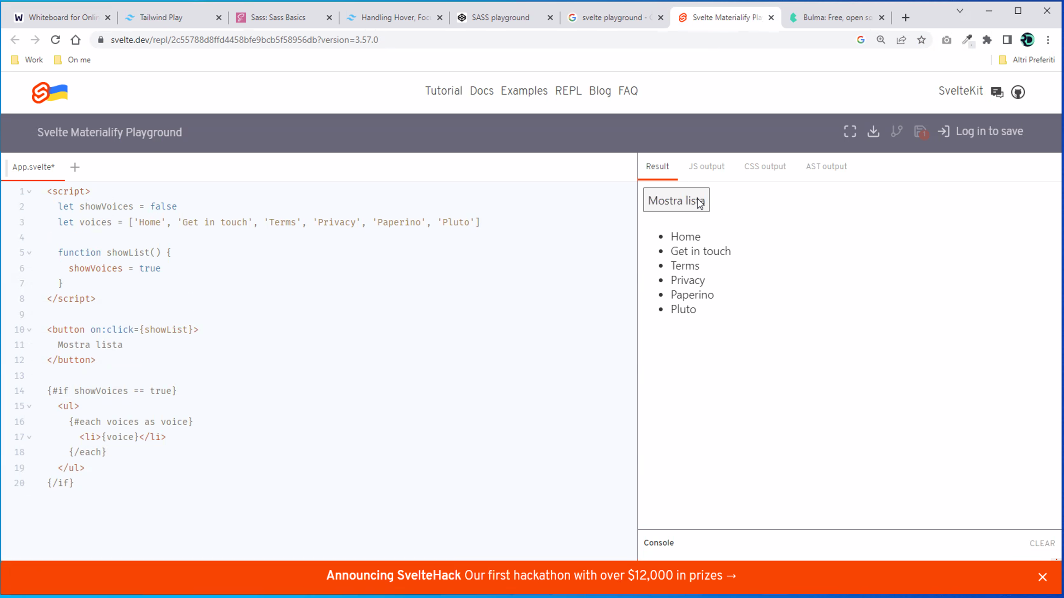 Whiteboard for Onlin
Tailwind Play
Sass: Sass Basics
Handling Hover, Foc
SASS playground
svelte playground - G
Svelte Materialify Pla
Bulma: Free, open so
svelte.dev/repl/2c55788d8ffd4458bfe9bcb5f58956db?version=3.57.0
Work
On me
Altri Preferiti
Tutorial Docs Examples REPL Blog FAQ
SvelteKit
Svelte Materialify Playground
Log in to save
App.svelte*
Result
JS output
CSS output
AST output
1 <script>
2 let showVoices = false
3 let voices = ['Home', 'Get in touch', 'Terms', 'Privacy', 'Paperino', 'Pluto']
4
5 function showList() {
6 showVoices = true
7 }
8 </script>
9
10 <button on:click={showList}>
11 Mostra lista
12 </button>
13
14 {#if showVoices == true}
15 <ul>
16 {#each voices as voice}
17 <li>{voice}</li>
18 {/each}
19 </ul>
20 {/if}
Mostra lista
• Home
• Get in touch
• Terms
• Privacy
• Paperino
• Pluto
Console
CLEAR
Announcing SvelteHack Our first hackathon with over $12,000 in prizes →